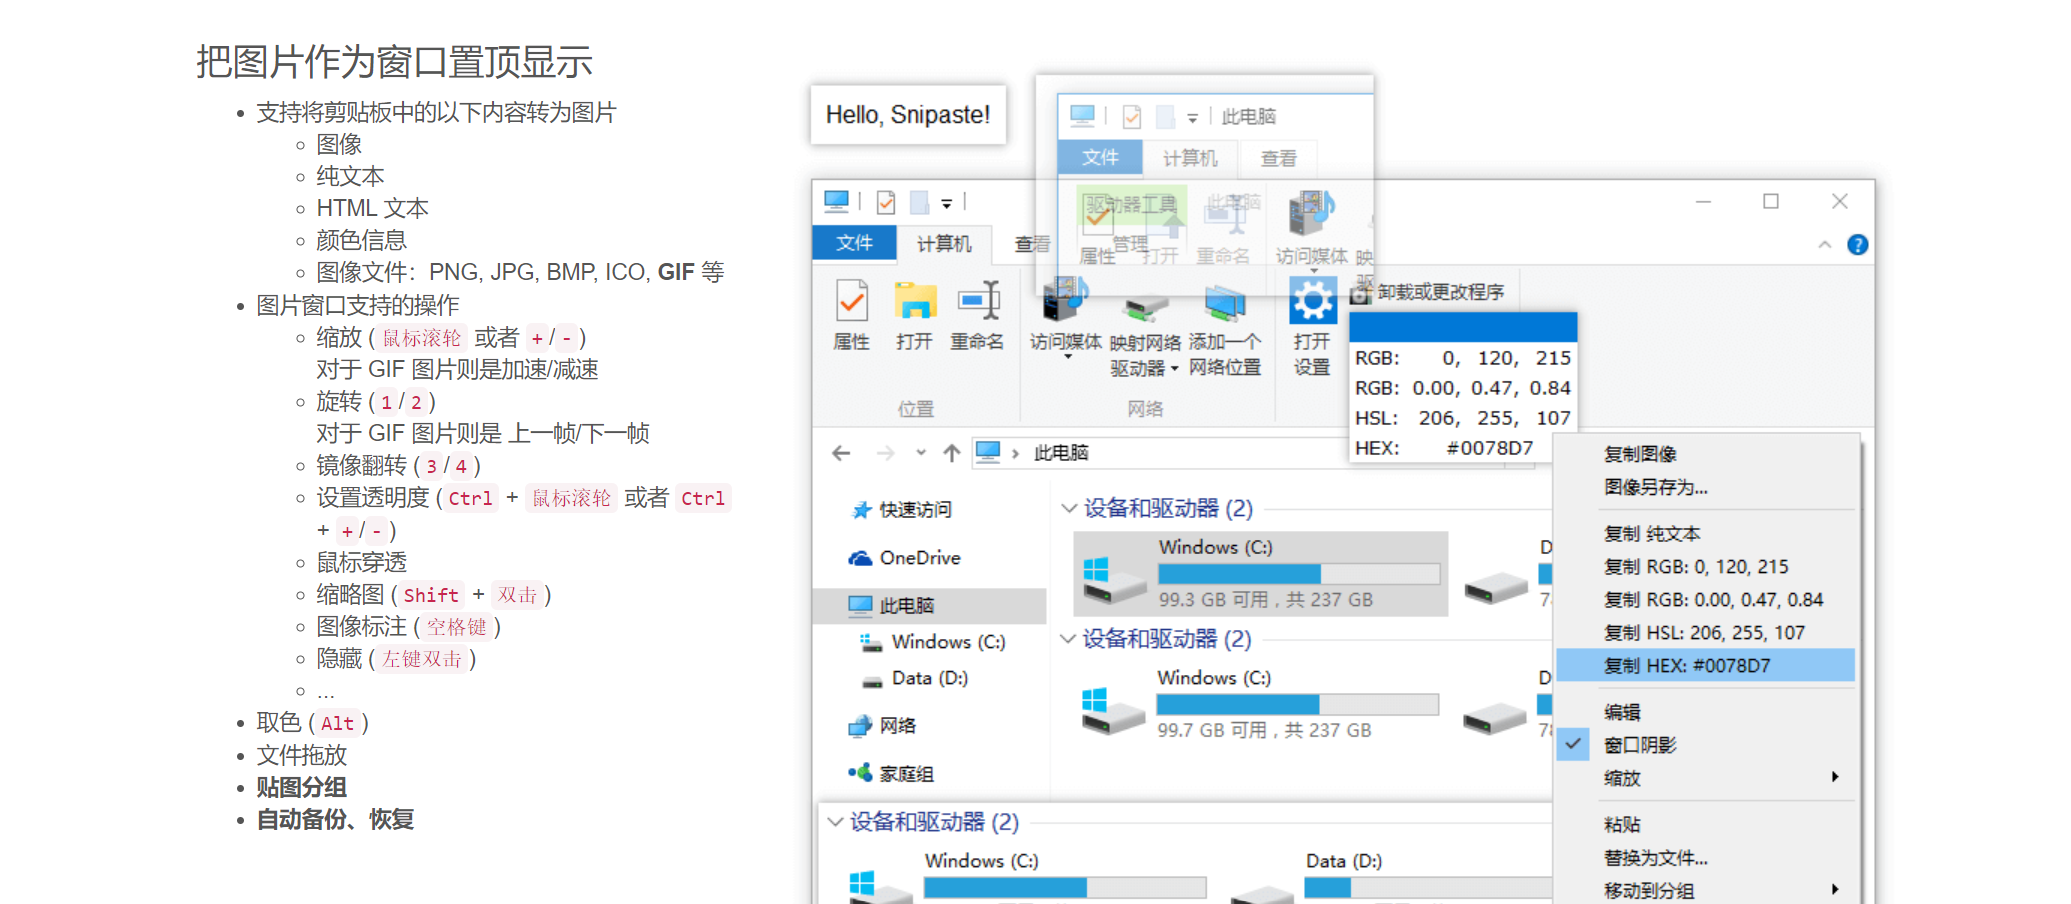 把图片作为窗口置顶显示
支持将剪贴板中的以下内容转为图片
图像
纯文本
HTML 文本
颜色信息
图像文件：PNG, JPG, BMP, ICO, GIF 等
图片窗口支持的操作
缩放 (鼠标滚轮 或者 +/-)
对于 GIF 图片则是加速/减速
旋转 (1/2)
对于 GIF 图片则是 上一帧/下一帧
镜像翻转 (3/4)
设置透明度 (Ctrl + 鼠标滚轮 或者 Ctrl
+ +/-)
鼠标穿透
缩略图 (Shift + 双击)
图像标注 (空格键)
隐藏 (左键双击)
...
取色 (Alt)
文件拖放
贴图分组
自动备份、恢复
Hello, Snipaste!
此电脑
文件 计算机 查看
驱动器工具 此电脑
管理
属性 打开 重命名 访问媒体 映
驱
文件 计算机 查看
卸载或更改程序
属性 打开 重命名 访问媒体 映射网络 添加一个 打开
驱动器 网络位置 设置
位置 网络
RGB: 0, 120, 215
RGB: 0.00, 0.47, 0.84
HSL: 206, 255, 107
HEX: #0078D7
此电脑
快速访问
OneDrive
此电脑
Windows (C:)
Data (D:)
网络
家庭组
设备和驱动器 (2)
Windows (C:) D
99.3 GB 可用，共 237 GB 7
设备和驱动器 (2)
Windows (C:) D
99.7 GB 可用，共 237 GB 78
设备和驱动器 (2)
Windows (C:) Data (D:)
复制图像
图像另存为...
复制 纯文本
复制 RGB: 0, 120, 215
复制 RGB: 0.00, 0.47, 0.84
复制 HSL: 206, 255, 107
复制 HEX: #0078D7
编辑
窗口阴影
缩放
粘贴
替换为文件...
移动到分组